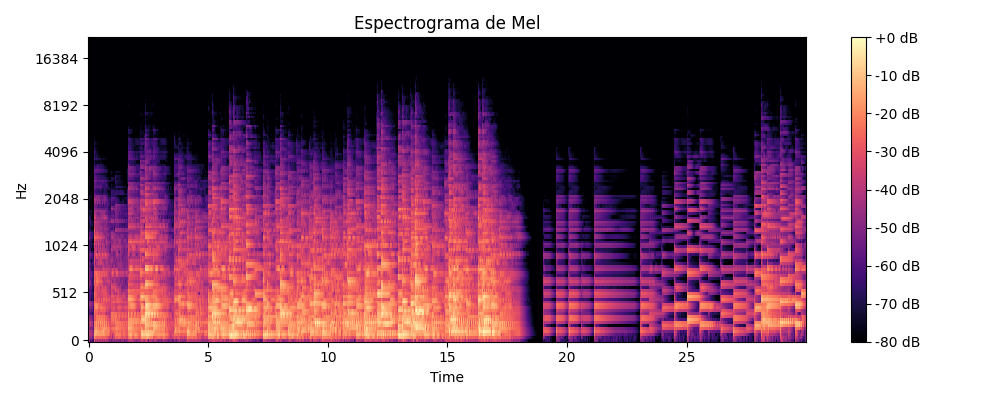 Espectrograma de Mel
Hz
16384
8192
4096
2048
1024
512
0
0 5 10 15 20 25
Time
+0 dB
-10 dB
-20 dB
-30 dB
-40 dB
-50 dB
-60 dB
-70 dB
-80 dB